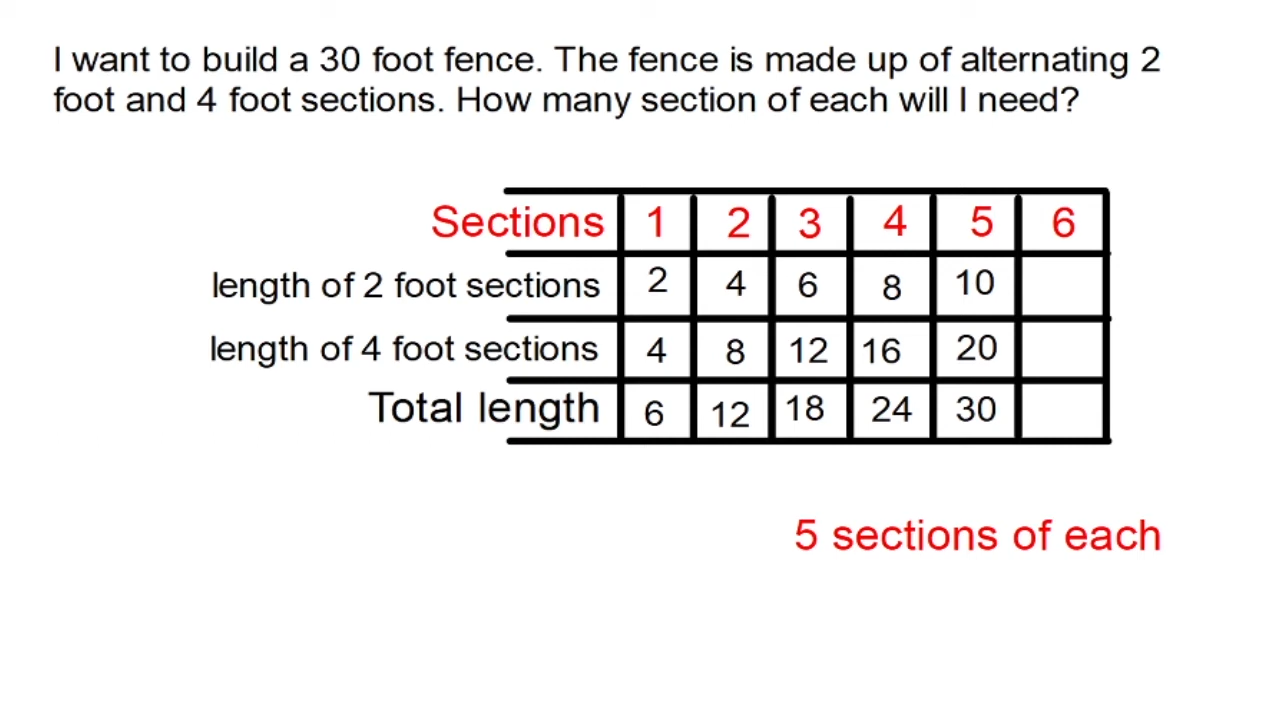 I want to build a 30 foot fence. The fence is made up of alternating 2
foot and 4 foot sections. How many section of each will I need?
Sections 1 2 3 4 5 6
length of 2 foot sections 2 4 6 8 10
length of 4 foot sections 4 8 12 16 20
Total length 6 12 18 24 30
5 sections of each